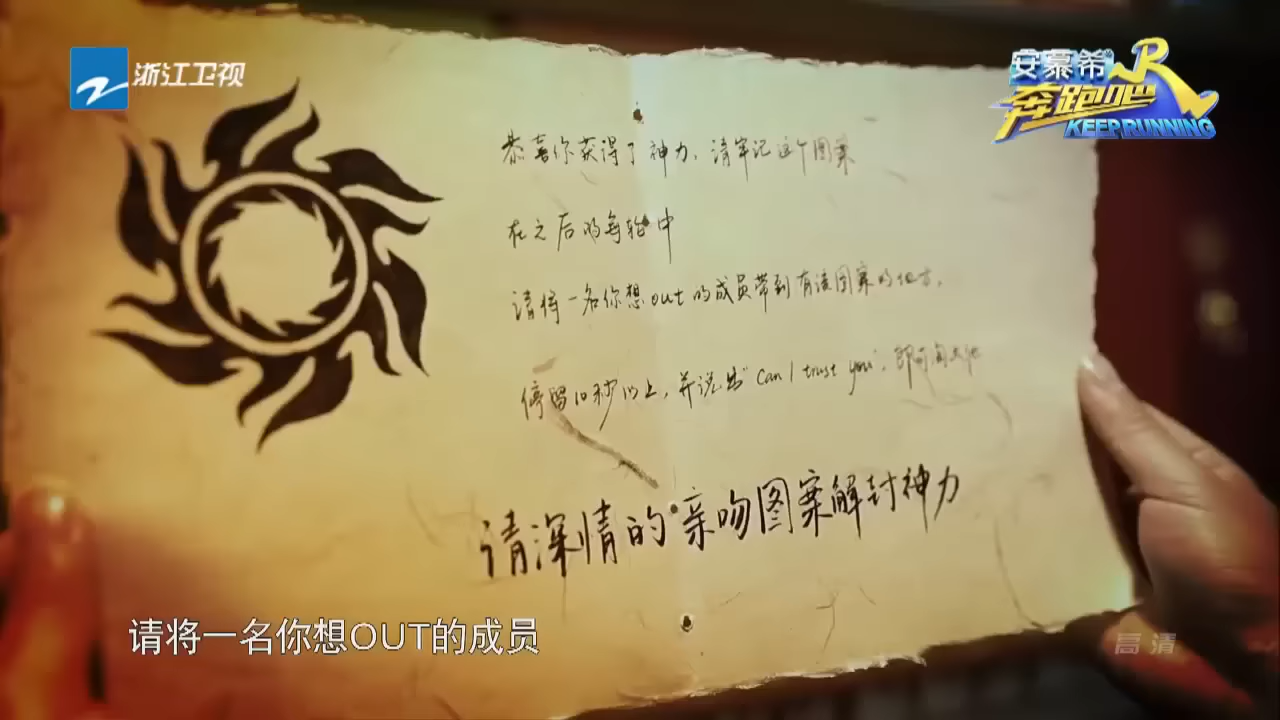 浙江卫视
安慕希
奔跑吧
KEEP RUNNING
恭喜你获得了神力，请牢记这个图案
在之后的每轮中
请将一名你想out的成员带到有该图案的地方，
停留10秒以上，并说出"Can I trust you"，即可淘汰他
请深情的亲吻图案解封神力
请将一名你想OUT的成员
高清